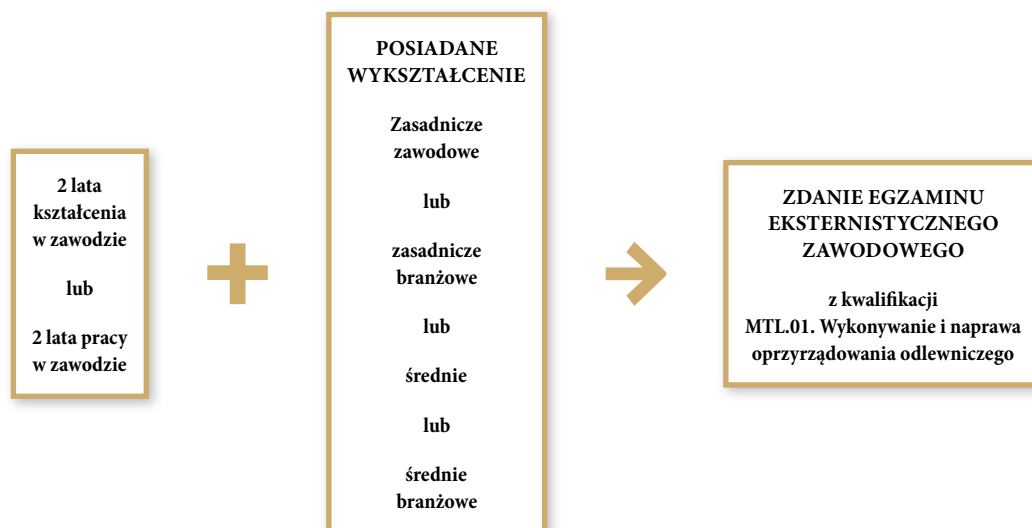 2 lata
kształcenia
w zawodzie
lub
2 lata pracy
w zawodzie
POSIADANE
WYKSZTAŁCENIE
Zasadnicze
zawodowe
lub
zasadnicze
branżowe
lub
średnie
lub
średnie
branżowe
ZDANIE EGZAMINU
EKSTERNISTYCZNEGO
ZAWODOWEGO
z kwalifikacji
MTL.01. Wykonywanie i naprawa
oprzyrządowania odlewniczego